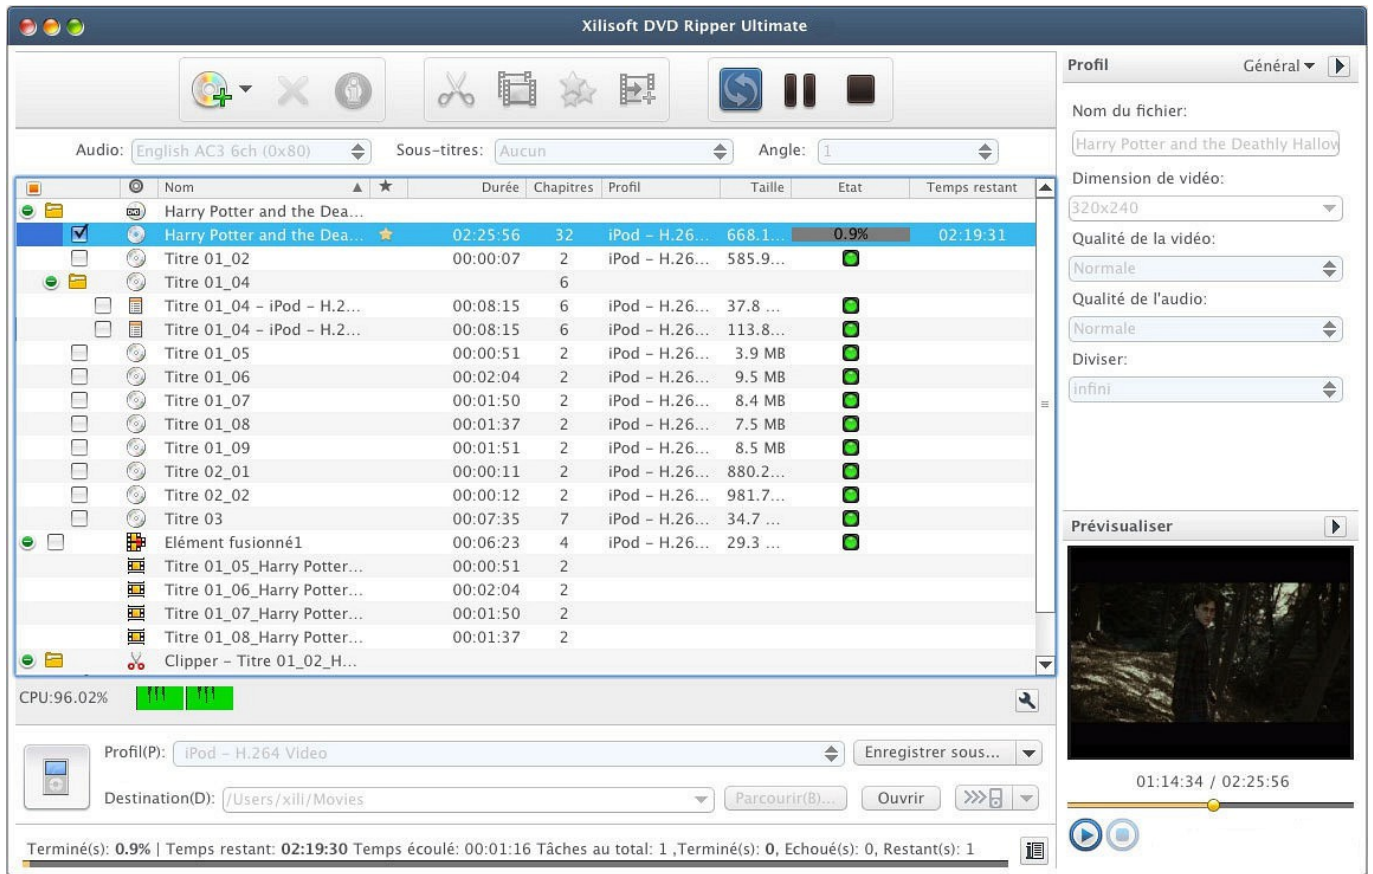 Xilisoft DVD Ripper Ultimate
Profil Général
Nom du fichier:
Harry Potter and the Deathly Hallow
Dimension de vidéo:
320x240
Qualité de la vidéo:
Normale
Qualité de l'audio:
Normale
Diviser:
infini
Audio: English AC3 6ch (0x80) Sous-titres: Aucun Angle: 1
Nom Durée Chapitres Profil Taille Etat Temps restant
Harry Potter and the Dea...
Harry Potter and the Dea... 02:25:56 32 iPod – H.26... 668.1... 0.9% 02:19:31
Titre 01_02 00:00:07 2 iPod – H.26... 585.9...
Titre 01_04 6
Titre 01_04 – iPod – H.2... 00:08:15 6 iPod – H.26... 37.8 ...
Titre 01_04 – iPod – H.2... 00:08:15 6 iPod – H.26... 113.8...
Titre 01_05 00:00:51 2 iPod – H.26... 3.9 MB
Titre 01_06 00:02:04 2 iPod – H.26... 9.5 MB
Titre 01_07 00:01:50 2 iPod – H.26... 8.4 MB
Titre 01_08 00:01:37 2 iPod – H.26... 7.5 MB
Titre 01_09 00:01:51 2 iPod – H.26... 8.5 MB
Titre 02_01 00:00:11 2 iPod – H.26... 880.2...
Titre 02_02 00:00:12 2 iPod – H.26... 981.7...
Titre 03 00:07:35 7 iPod – H.26... 34.7 ...
Elément fusionné1 00:06:23 4 iPod – H.26... 29.3 ...
Titre 01_05_Harry Potter... 00:00:51 2
Titre 01_06_Harry Potter... 00:02:04 2
Titre 01_07_Harry Potter... 00:01:50 2
Titre 01_08_Harry Potter... 00:01:37 2
Clipper – Titre 01_02_H...
Prévisualiser
01:14:34 / 02:25:56
CPU:96.02%
Profil(P): iPod – H.264 Video Enregistrer sous...
Destination(D): /Users/xili/Movies Parcourir(B)... Ouvrir
Terminé(s): 0.9% | Temps restant: 02:19:30 Temps écoulé: 00:01:16 Tâches au total: 1 ,Terminé(s): 0, Echoué(s): 0, Restant(s): 1